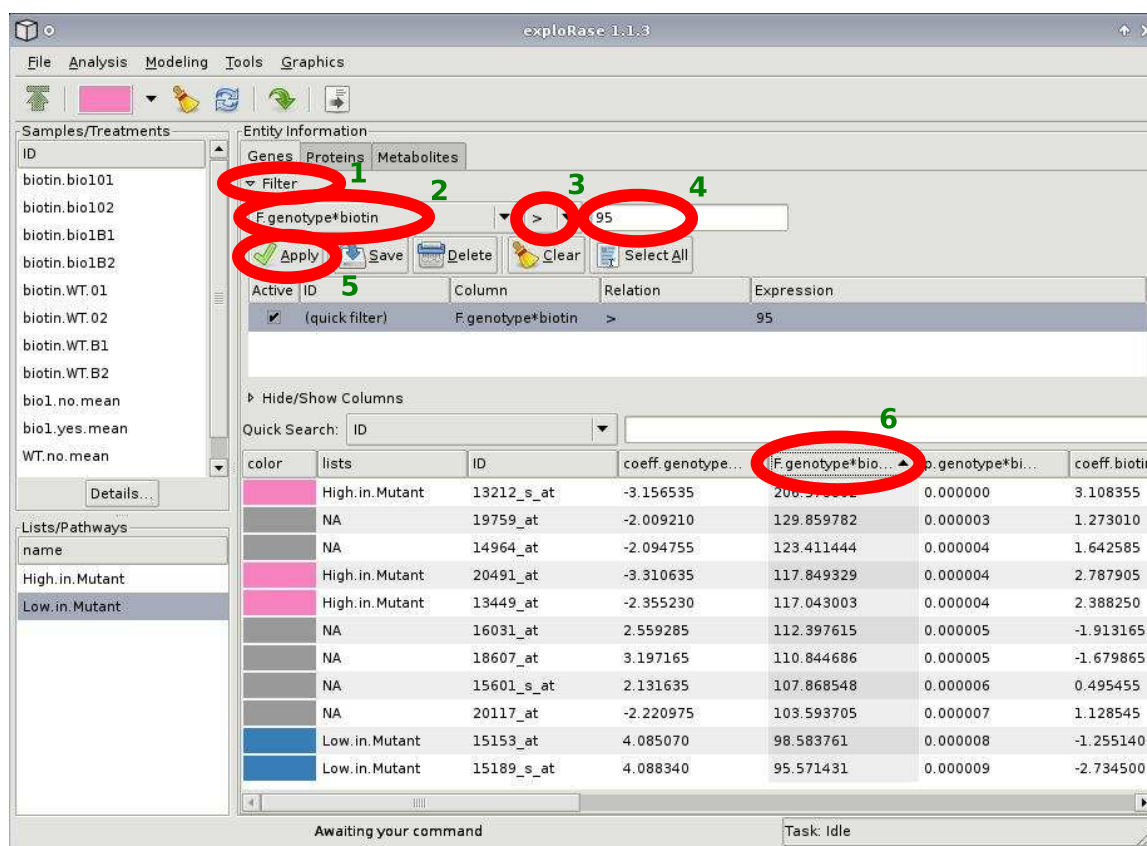 exploRase 1.1.3
File Analysis Modeling Tools Graphics
Samples/Treatments
ID
biotin.bio101
biotin.bio102
biotin.bio1B1
biotin.bio1B2
biotin.WT.01
biotin.WT.02
biotin.WT.B1
biotin.WT.B2
bio1.no.mean
bio1.yes.mean
WT.no.mean
Details...
Lists/Pathways
name
High.in.Mutant
Low.in.Mutant
Entity Information
Genes Proteins Metabolites
1
Filter
2 3 4
F.genotype*biotin > 95
Apply Save Delete Clear Select All
5
Active ID Column Relation Expression
(quick filter) F.genotype*biotin > 95
Hide/Show Columns
6
Quick Search: ID
color lists ID coeff.genotype... F.genotype*bio... p.genotype*bi... coeff.biotin
High.in.Mutant 13212_s_at -3.156535 0.000000 3.108355
NA 19759_at -2.009210 129.859782 0.000003 1.273010
NA 14964_at -2.094755 123.411444 0.000004 1.642585
High.in.Mutant 20491_at -3.310635 117.849329 0.000004 2.787905
High.in.Mutant 13449_at -2.355230 117.043003 0.000004 2.388250
NA 16031_at 2.559285 112.397615 0.000005 -1.913165
NA 18607_at 3.197165 110.844686 0.000005 -1.679865
NA 15601_s_at 2.131635 107.868548 0.000006 0.495455
NA 20117_at -2.220975 103.593705 0.000007 1.128545
Low.in.Mutant 15153_at 4.085070 98.583761 0.000008 -1.255140
Low.in.Mutant 15189_s_at 4.088340 95.571431 0.000009 -2.734500
Awaiting your command Task: Idle